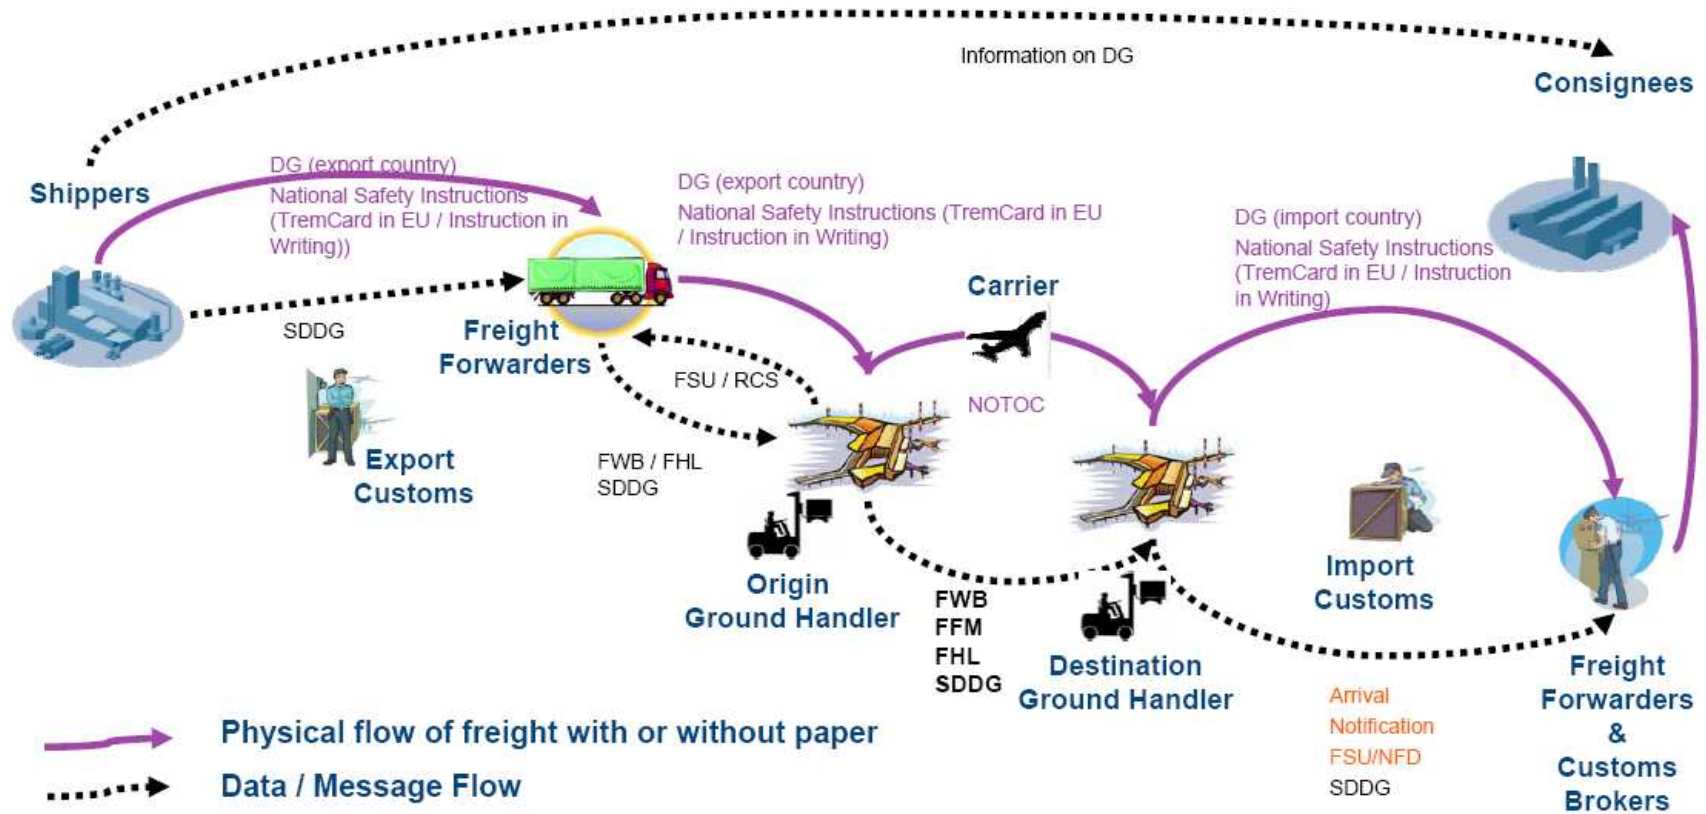 Information on DG
Consignees
Shippers
DG (export country)
National Safety Instructions
(TremCard in EU / Instruction in
Writing))
DG (export country)
National Safety Instructions (TremCard in EU
/ Instruction in Writing)
DG (import country)
National Safety Instructions
(TremCard in EU / Instruction
in Writing)
Carrier
SDDG
Freight
Forwarders
FSU / RCS
NOTOC
Export
Customs
FWB / FHL
SDDG
Origin
Ground Handler
FWB
FFM
FHL
SDDG
Import
Customs
Destination
Ground Handler
Arrival
Notification
FSU/NFD
SDDG
Freight
Forwarders
&
Customs
Brokers
Physical flow of freight with or without paper
Data / Message Flow